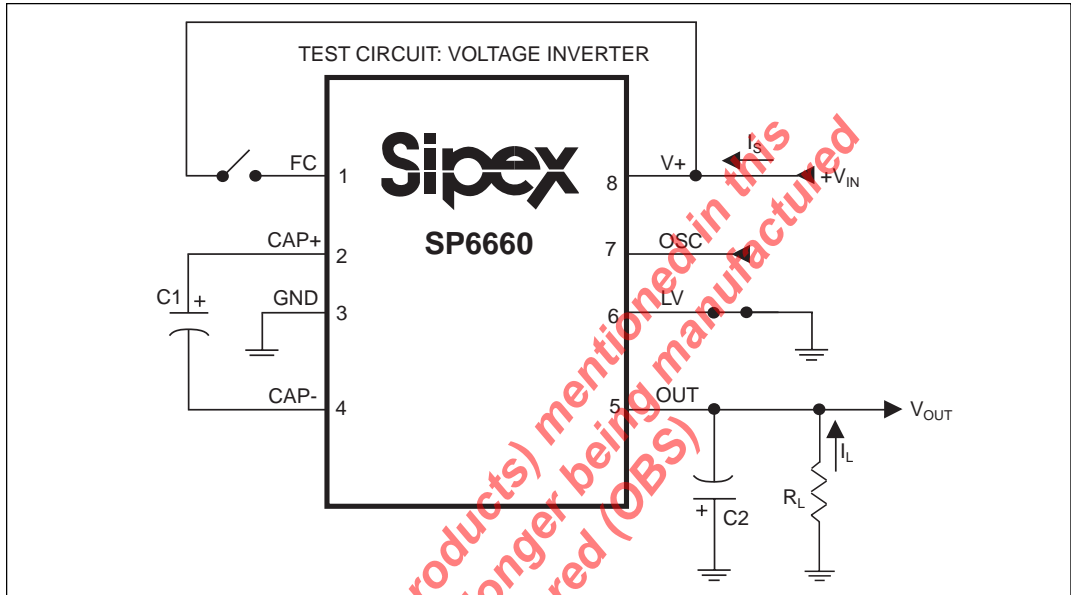 TEST CIRCUIT: VOLTAGE INVERTER
Sipex
SP6660
FC
1
CAP+
2
C1
+
GND
3
CAP-
4
V+
8
IS
+VIN
7
OSC
6
LV
5
OUT
VOUT
IL
RL
+
C2
roducts) mentioned in this
longer being manufactured
red (OBS)